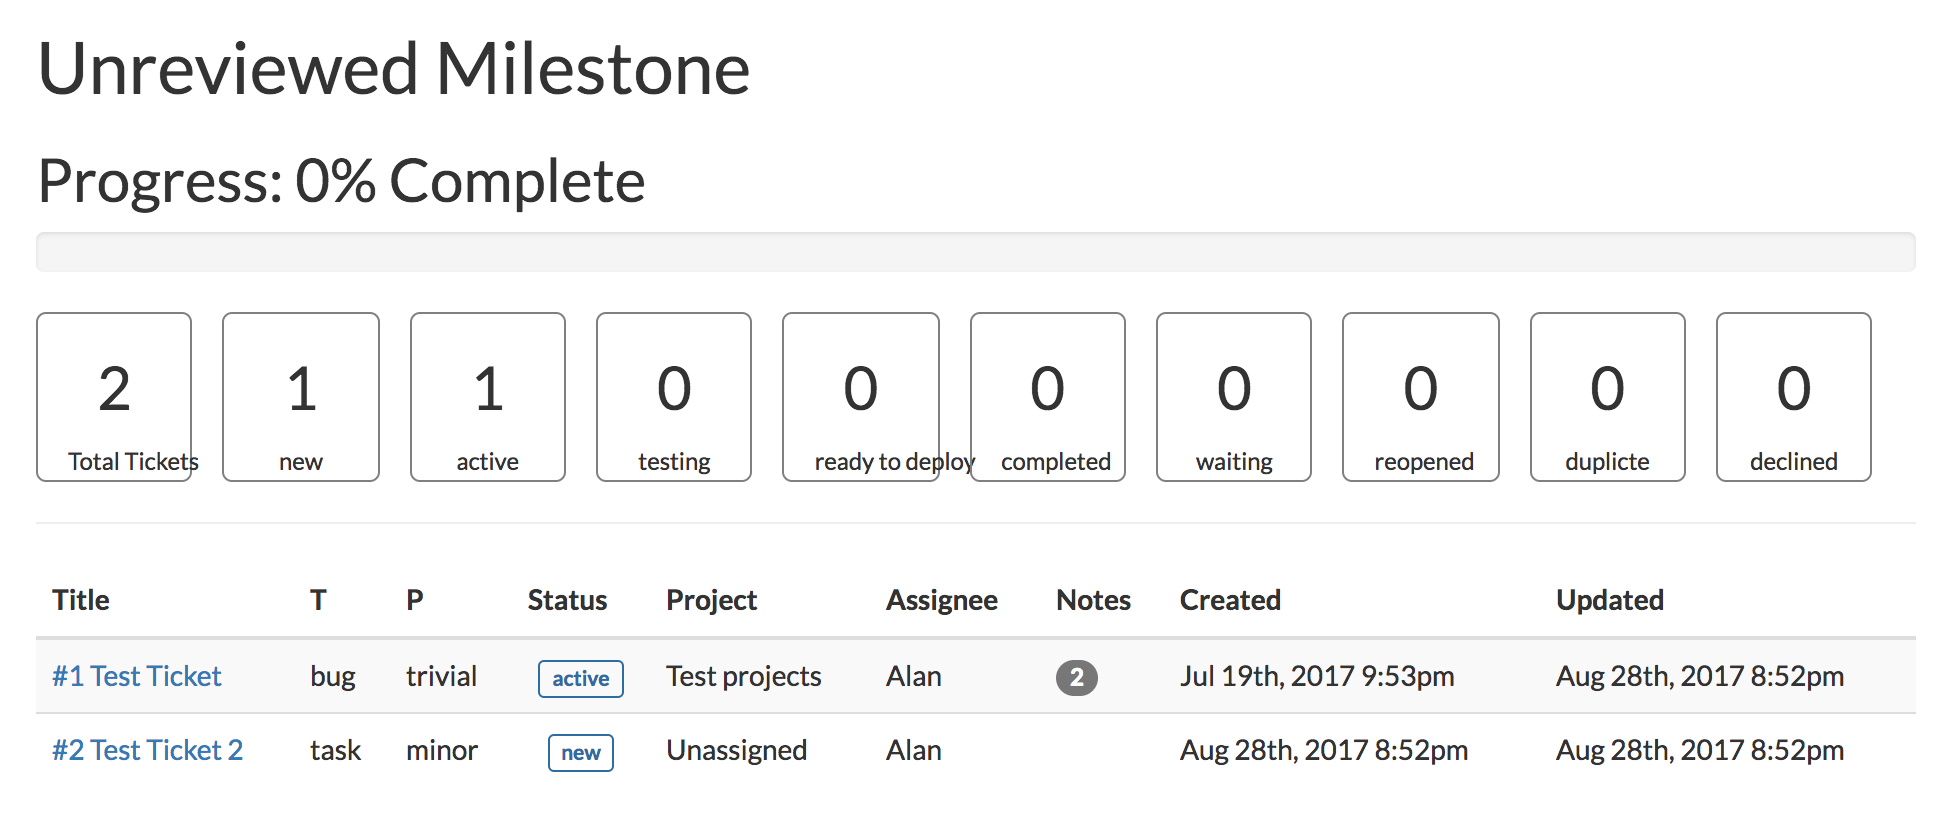 Unreviewed Milestone
Progress: 0% Complete
2 1 1 0 0 0 0 0 0 0
Total Tickets new active testing ready to deploy completed waiting reopened duplicte declined
Title T P Status Project Assignee Notes Created Updated
#1 Test Ticket bug trivial active Test projects Alan 2 Jul 19th, 2017 9:53pm Aug 28th, 2017 8:52pm
#2 Test Ticket 2 task minor new Unassigned Alan Aug 28th, 2017 8:52pm Aug 28th, 2017 8:52pm